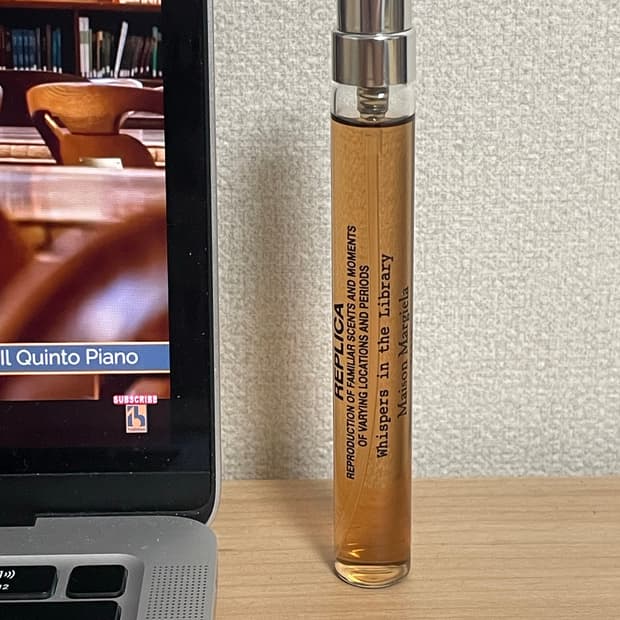 Il Quinto Piano
SUBSCRIBE
REPLICA
REPRODUCTION OF FAMILIAR SCENTS AND MOMENTS
OF VARYING LOCATIONS AND PERIODS
Whispers in the Library
Maison Margiela